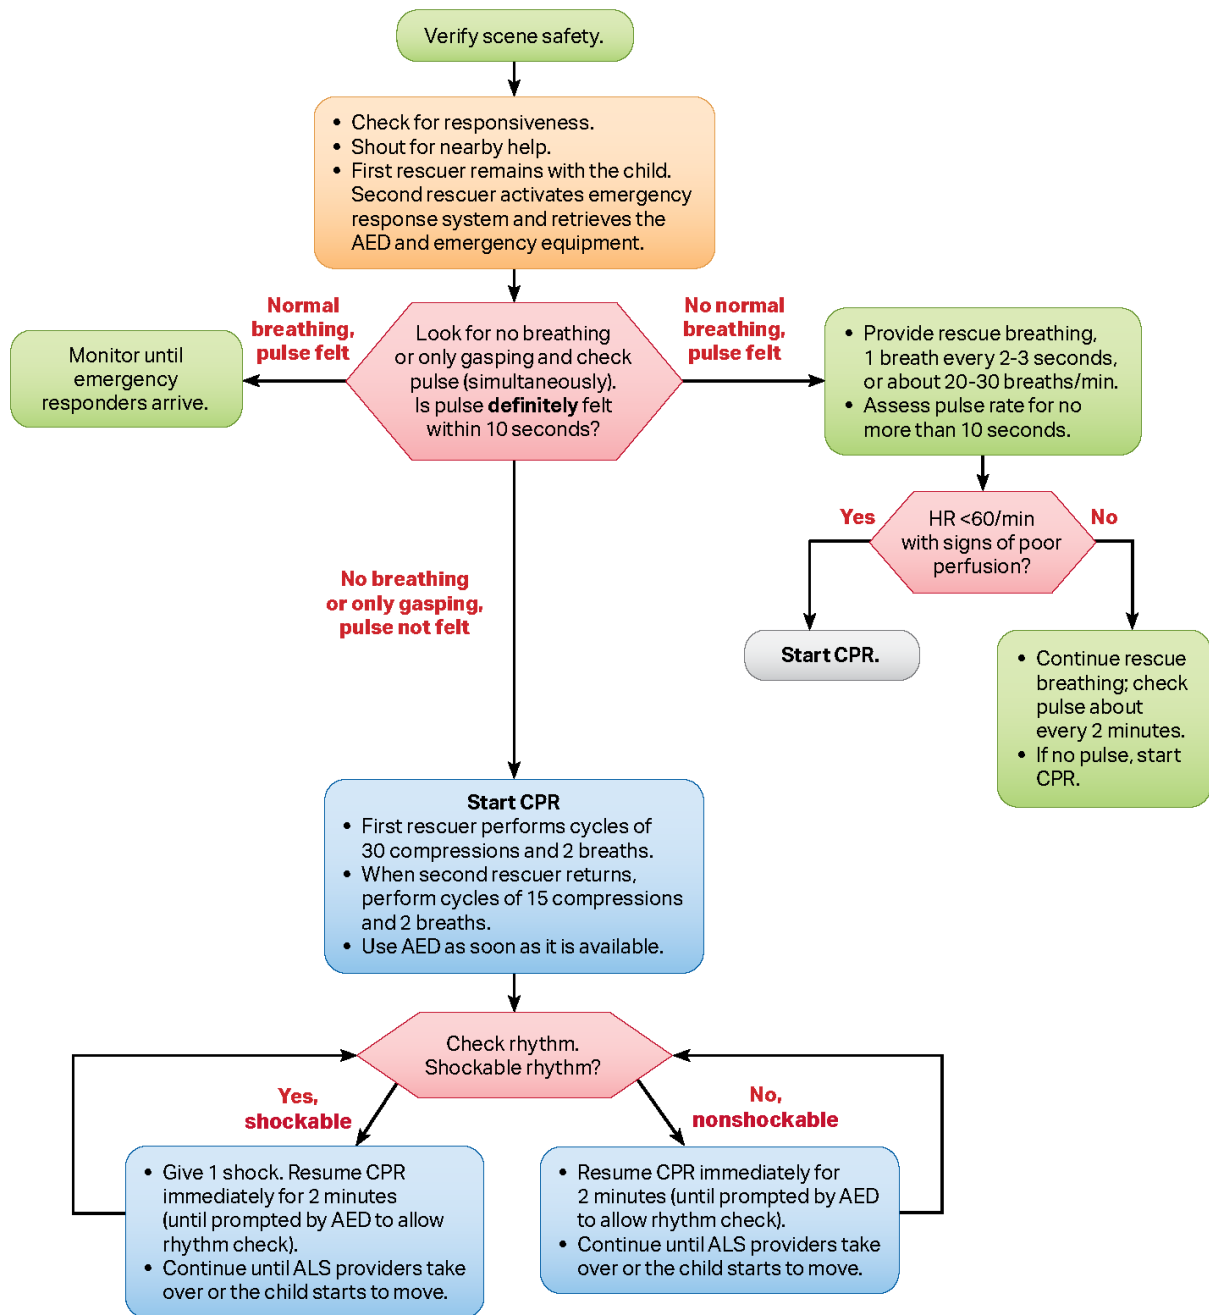 Verify scene safety.
• Check for responsiveness.
• Shout for nearby help.
• First rescuer remains with the child.
Second rescuer activates emergency
response system and retrieves the
AED and emergency equipment.
Normal
breathing,
pulse felt
No normal
breathing,
pulse felt
Look for no breathing
or only gasping and check
pulse (simultaneously).
Is pulse definitely felt
within 10 seconds?
Monitor until
emergency
responders arrive.
• Provide rescue breathing,
1 breath every 2-3 seconds,
or about 20-30 breaths/min.
• Assess pulse rate for no
more than 10 seconds.
Yes
HR <60/min
with signs of poor
perfusion?
No
No breathing
or only gasping,
pulse not felt
Start CPR.
• Continue rescue
breathing; check
pulse about
every 2 minutes.
• If no pulse, start
CPR.
Start CPR
• First rescuer performs cycles of
30 compressions and 2 breaths.
• When second rescuer returns,
perform cycles of 15 compressions
and 2 breaths.
• Use AED as soon as it is available.
Check rhythm.
Shockable rhythm?
Yes,
shockable
No,
nonshockable
• Give 1 shock. Resume CPR
immediately for 2 minutes
(until prompted by AED to allow
rhythm check).
• Continue until ALS providers take
over or the child starts to move.
• Resume CPR immediately for
2 minutes (until prompted by AED
to allow rhythm check).
• Continue until ALS providers take
over or the child starts to move.